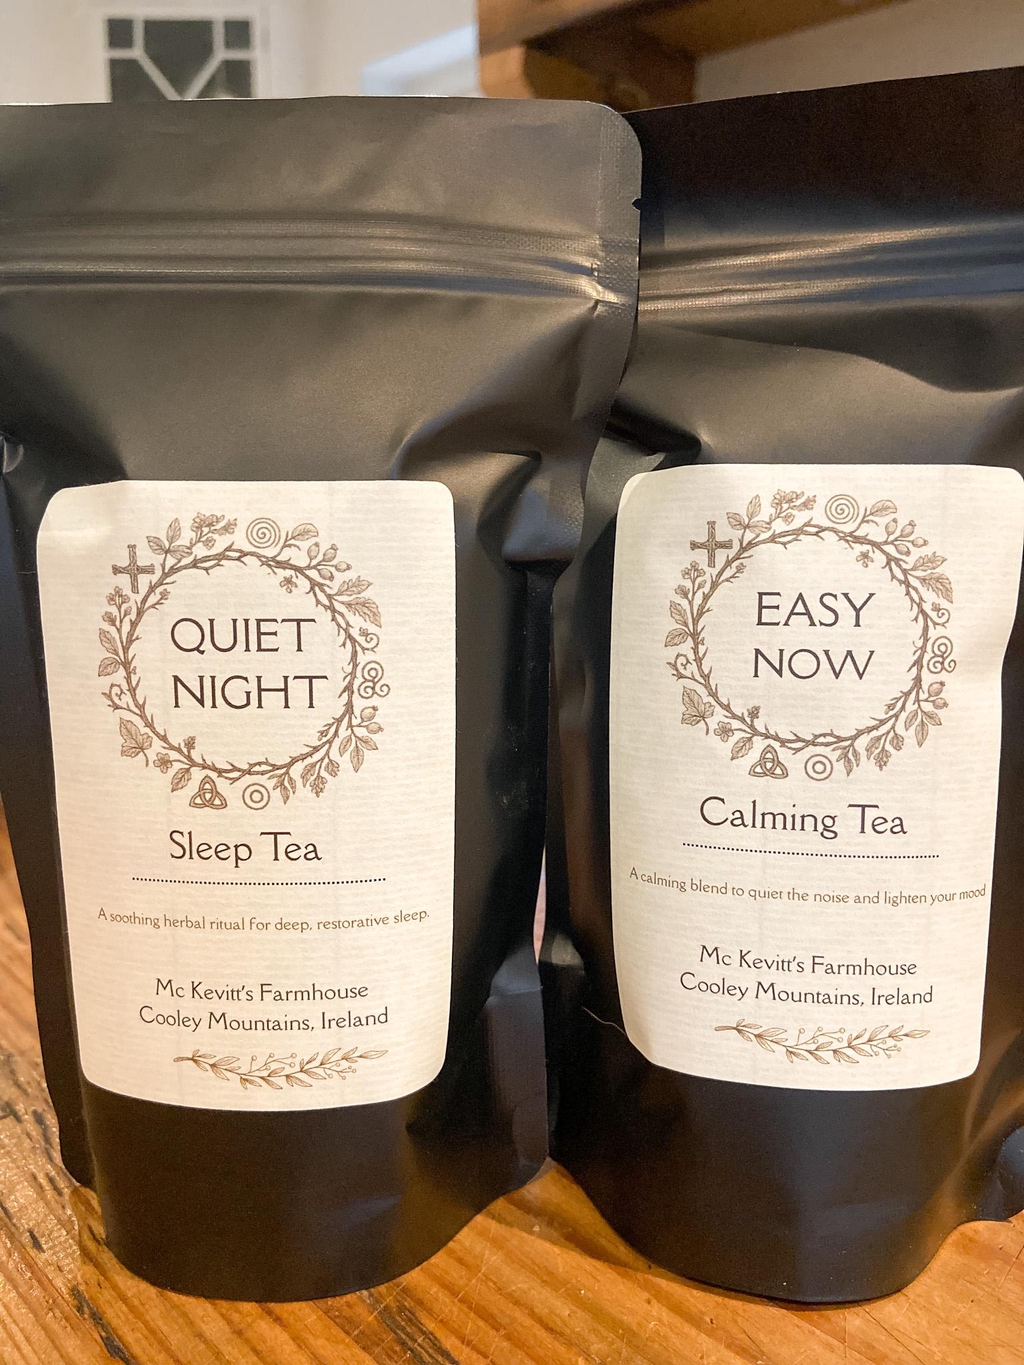 QUIET
NIGHT
Sleep Tea
A soothing herbal ritual for deep, restorative sleep.
Mc Kevitt's Farmhouse
Cooley Mountains, Ireland
EASY
NOW
Calming Tea
A calming blend to quiet the noise and lighten your mood
Mc Kevitt's Farmhouse
Cooley Mountains, Ireland